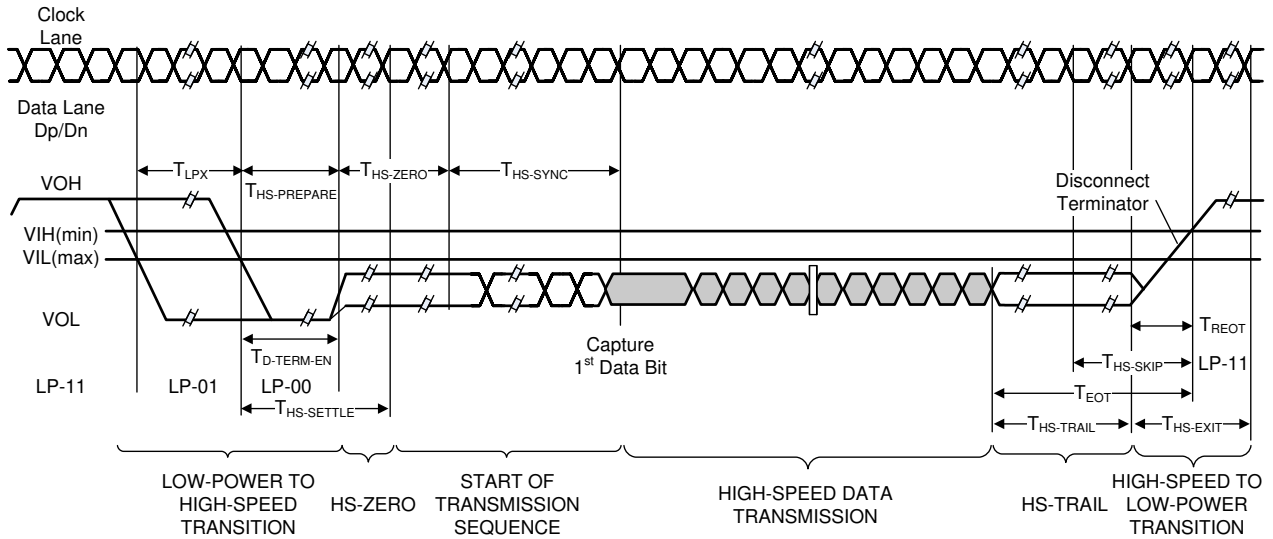 Clock
Lane
Data Lane
Dp/Dn
TLPX
THS-PREPARE
THS-ZERO
THS-SYNC
VOH
VIH(min)
VIL(max)
VOL
Disconnect
Terminator
TD-TERM-EN
Capture
1st Data Bit
TREOT
THS-SKIP
LP-11
LP-11
LP-01
LP-00
TEOT
THS-SETTLE
THS-TRAIL
THS-EXIT
LOW-POWER TO
HIGH-SPEED
TRANSITION
HS-ZERO
START OF
TRANSMISSION
SEQUENCE
HIGH-SPEED DATA
TRANSMISSION
HS-TRAIL
HIGH-SPEED TO
LOW-POWER
TRANSITION